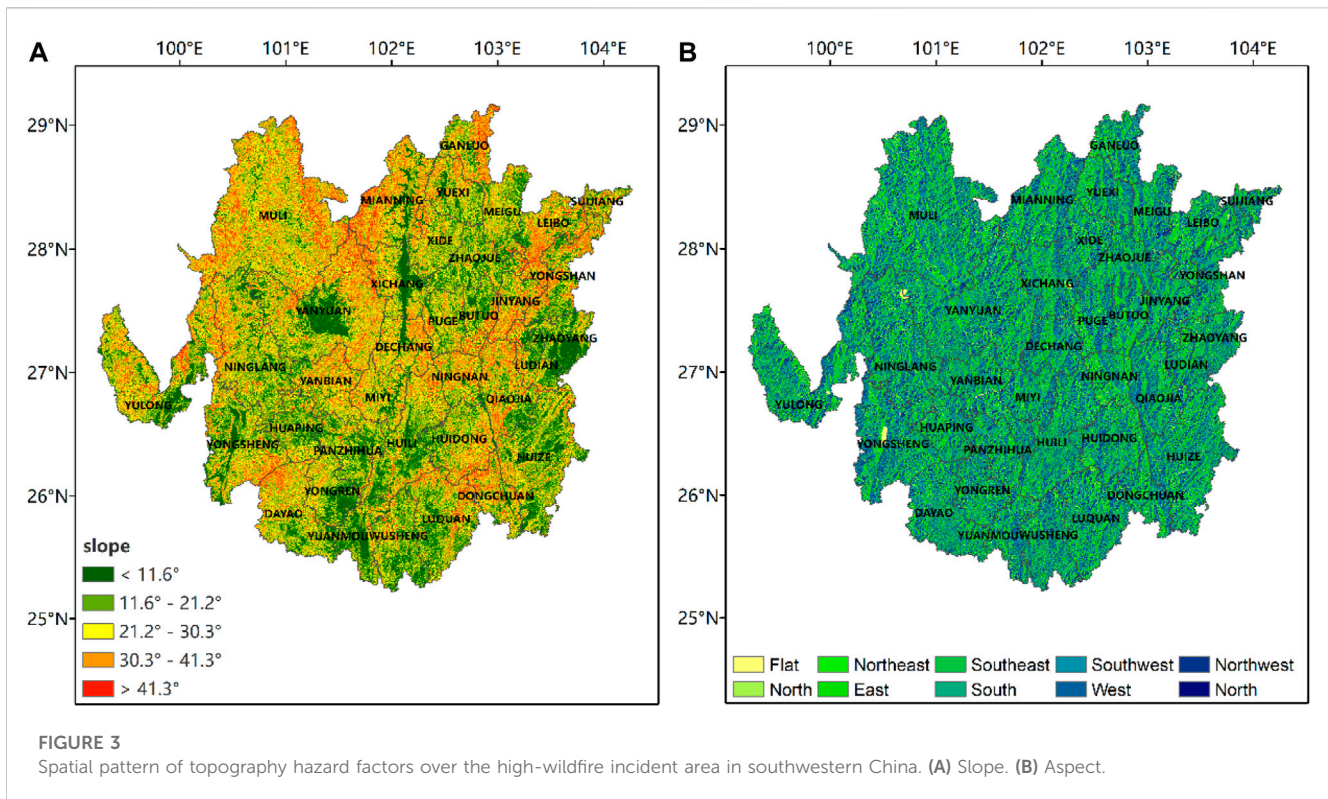 A
100°E 101°E 102°E 103°E 104°E
29°N
28°N
27°N
26°N
25°N
GANLUO
MIANNING
YUEXI
SUIJIANG
MULI
MEIGU
LEIBO
XIDE
ZHAOJUE
YONGSHAN
XICHANG
JINYANG
YANYUAN
PUGE
BUTUO
ZHAOYANG
DECHANG
NINGLANG
LUDIAN
YANBIAN
NINGNAN
YULONG
MIYI
QIAOJIA
HUAPING
YONGSHENG
PANZHIHUA
HUILI
HUIDONG
HUIZE
YONGREN
DONGCHUAN
DAYAO
LUQUAN
YUANMOUWUSHENG
slope
< 11.6°
11.6° - 21.2°
21.2° - 30.3°
30.3° - 41.3°
> 41.3°
B
100°E 101°E 102°E 103°E 104°E
29°N
28°N
27°N
26°N
25°N
GANLUO
MIANNING
YUEXI
SUIJIANG
MULI
MEIGU
LEIBO
XIDE
ZHAOJUE
YONGSHAN
XICHANG
JINYANG
YANYUAN
PUGE
BUTUO
ZHAOYANG
DECHANG
NINGLANG
LUDIAN
YANBIAN
NINGNAN
YULONG
MIYI
QIAOJIA
HUAPING
YONGSHENG
PANZHIHUA
HUILI
HUIDONG
HUIZE
YONGREN
DONGCHUAN
DAYAO
LUQUAN
YUANMOUWUSHENG
Flat Northeast Southeast Southwest Northwest
North East South West North
FIGURE 3
Spatial pattern of topography hazard factors over the high-wildfire incident area in southwestern China. (A) Slope. (B) Aspect.